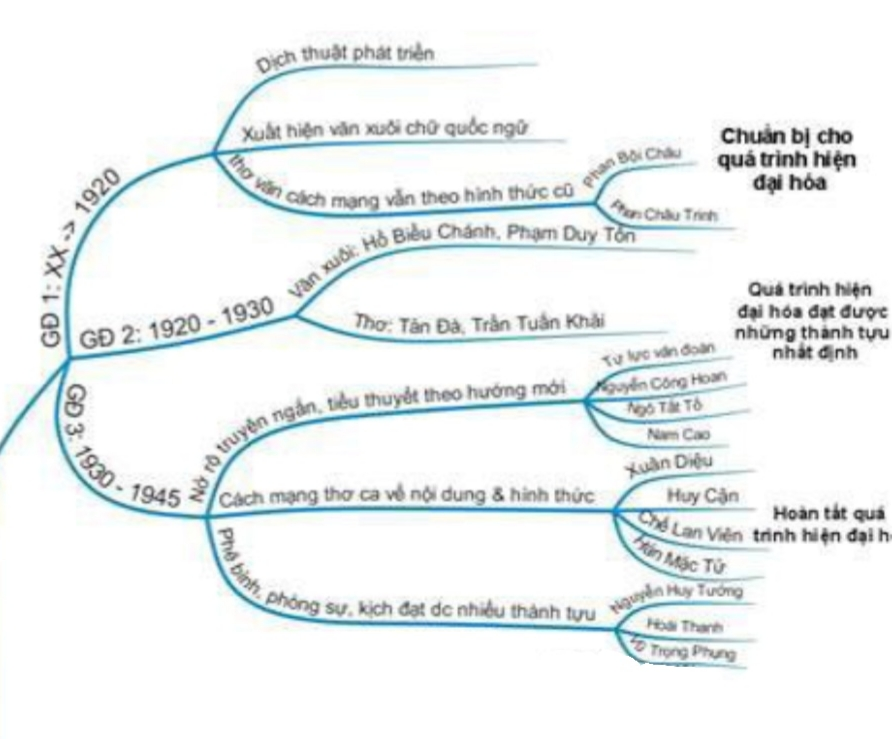 GĐ 1: XX -> 1920
Dịch thuật phát triển
Xuất hiện văn xuôi chữ quốc ngữ
thơ văn cách mạng vẫn theo hình thức cũ
Phan Bội Châu
Phan Châu Trinh
Chuẩn bị cho
quá trình hiện
đại hóa
GĐ 2: 1920 - 1930
Văn xuôi: Hồ Biểu Chánh, Phạm Duy Tốn
Thơ: Tản Đà, Trần Tuấn Khải
Quá trình hiện
đại hóa đạt được
những thành tựu
nhất định
GĐ 3: 1930 - 1945
Nở rộ truyện ngắn, tiểu thuyết theo hướng mới
Tự lực văn đoàn
Nguyễn Công Hoan
Ngô Tất Tố
Nam Cao
Cách mạng thơ ca về nội dung & hình thức
Xuân Diệu
Huy Cận
Chế Lan Viên
Hàn Mặc Tử
Hoàn tất quá
trình hiện đại h
Phê bình, phóng sự, kịch đạt dc nhiều thành tựu
Nguyễn Huy Tưởng
Hoài Thanh
Vũ Trọng Phụng